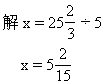 解 x = 25 2/3 ÷ 5
x = 5 2/15